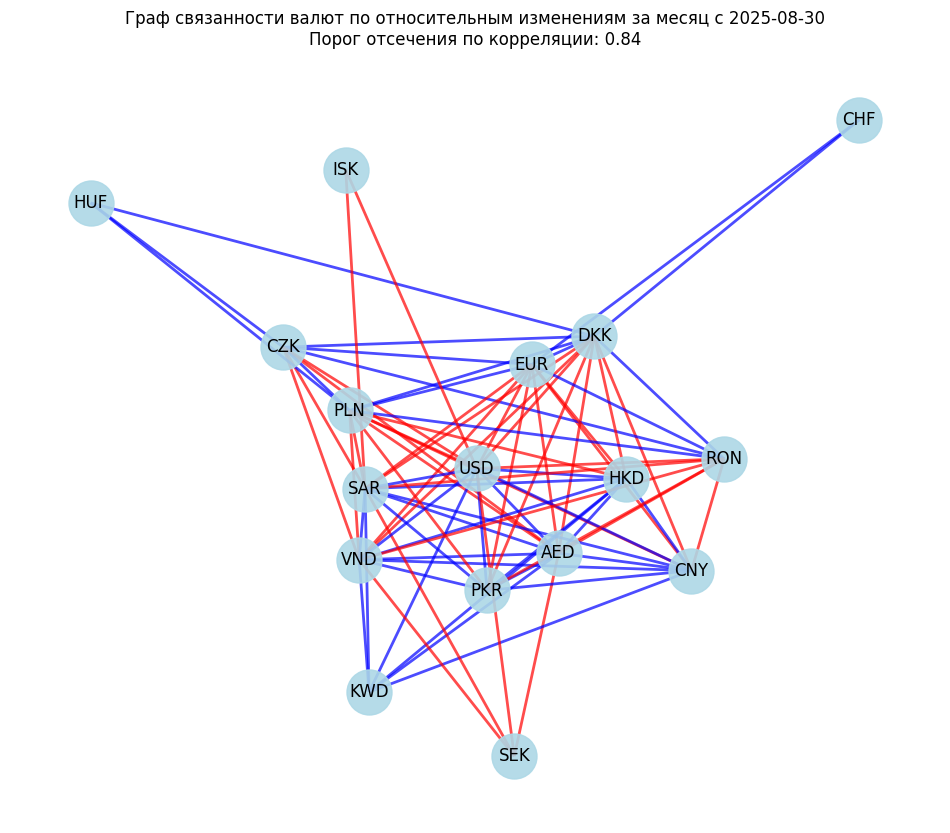 Граф связанности валют по относительным изменениям за месяц с 2025-08-30
Порог отсечения по корреляции: 0.84
CHF
ISK
HUF
DKK
CZK
EUR
PLN
RON
USD
HKD
SAR
AED
VND
CNY
PKR
KWD
SEK